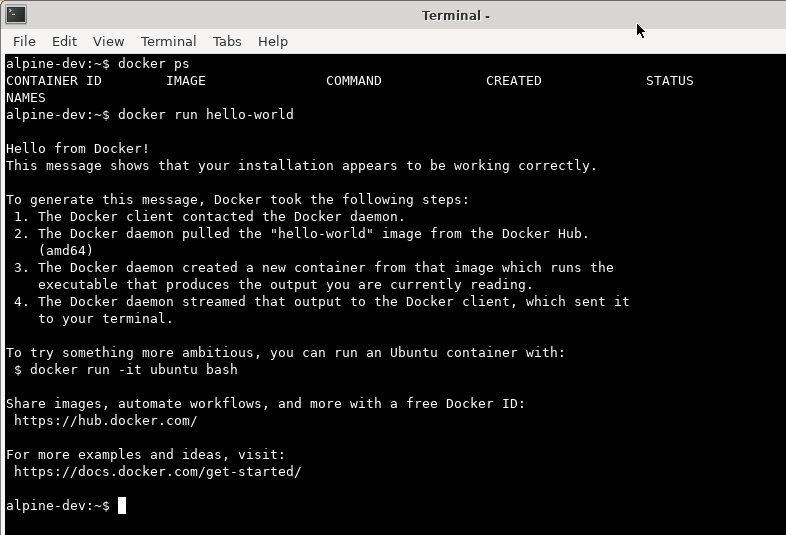 Terminal -
File Edit View Terminal Tabs Help
alpine-dev:~$ docker ps
CONTAINER ID        IMAGE               COMMAND             CREATED             STATUS
NAMES
alpine-dev:~$ docker run hello-world

Hello from Docker!
This message shows that your installation appears to be working correctly.

To generate this message, Docker took the following steps:
 1. The Docker client contacted the Docker daemon.
 2. The Docker daemon pulled the "hello-world" image from the Docker Hub.
    (amd64)
 3. The Docker daemon created a new container from that image which runs the
    executable that produces the output you are currently reading.
 4. The Docker daemon streamed that output to the Docker client, which sent it
    to your terminal.

To try something more ambitious, you can run an Ubuntu container with:
 $ docker run -it ubuntu bash

Share images, automate workflows, and more with a free Docker ID:
 https://hub.docker.com/

For more examples and ideas, visit:
 https://docs.docker.com/get-started/

alpine-dev:~$